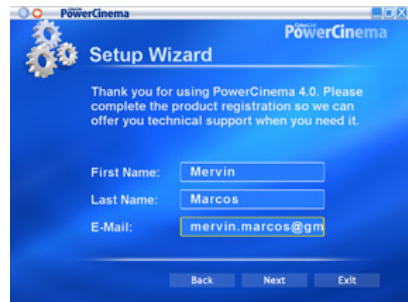 CyberLink
PowerCinema
CyberLink
PowerCinema
Setup Wizard
Thank you for using PowerCinema 4.0. Please
complete the product registration so we can
offer you technical support when you need it.
First Name: Mervin
Last Name: Marcos
E-Mail: mervin.marcos@gm
Back Next Exit